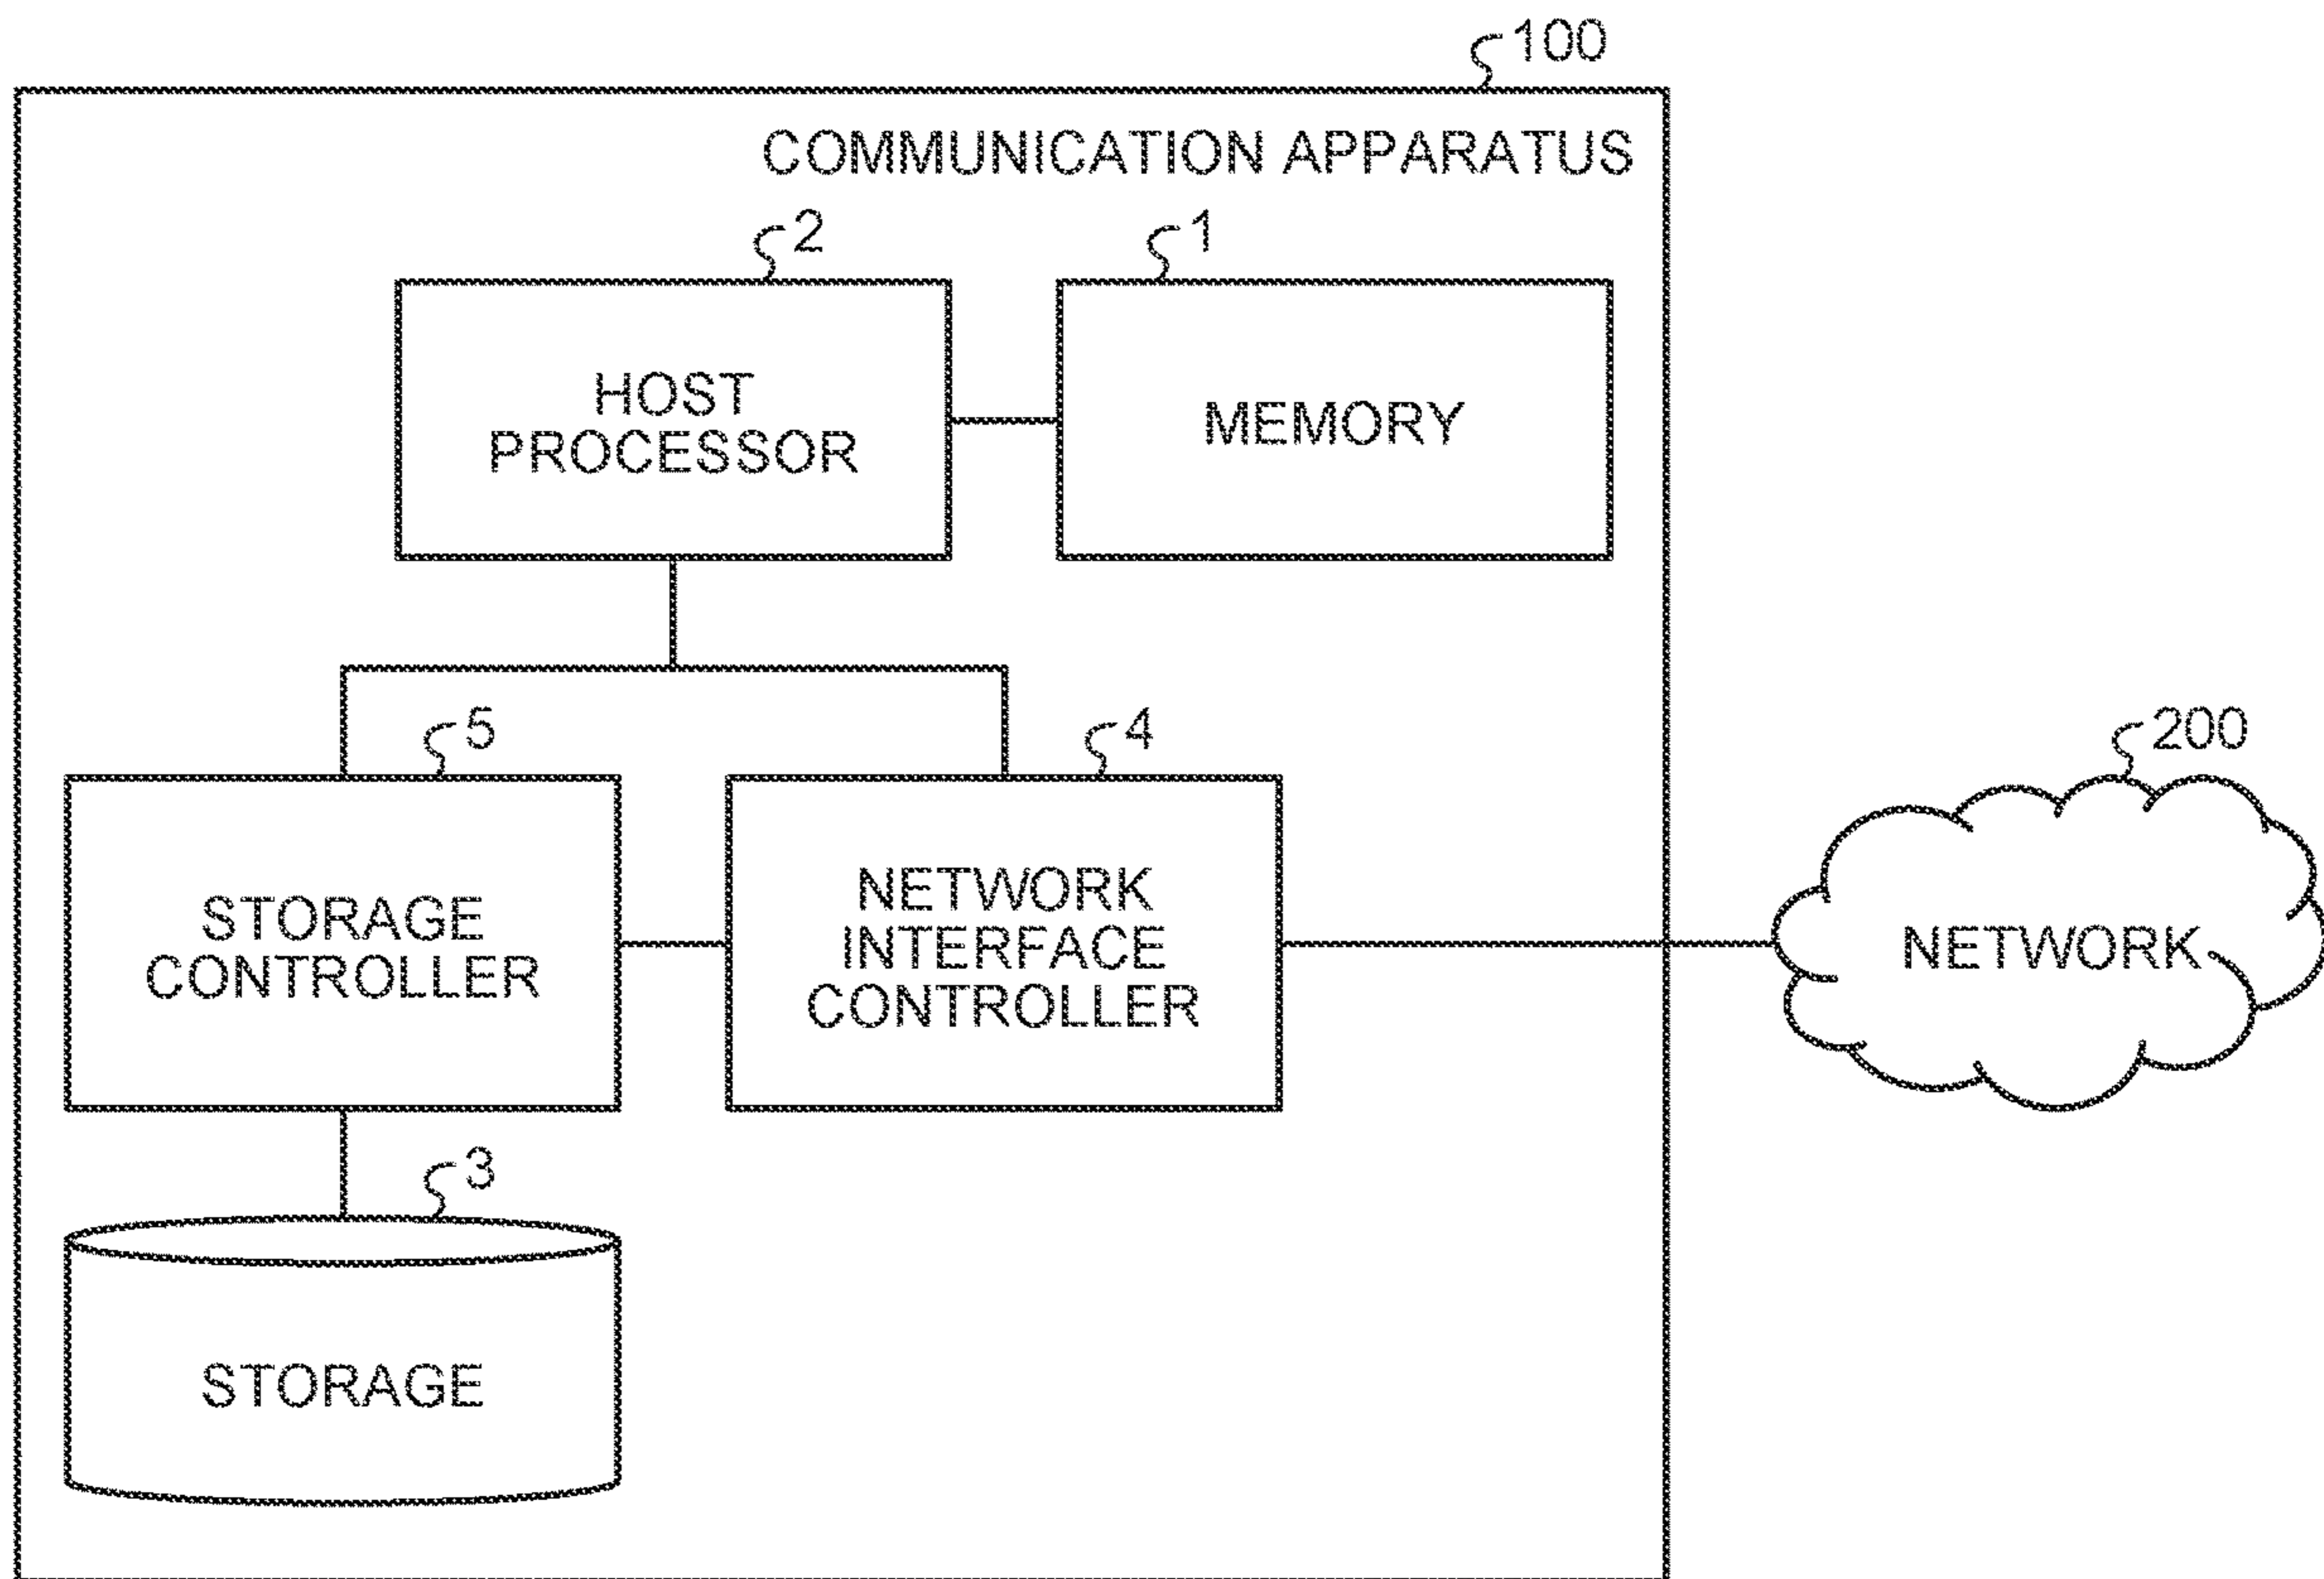 100
COMMUNICATION APPARATUS
2
1
HOST
PROCESSOR
MEMORY
5
4
200
STORAGE
CONTROLLER
NETWORK
INTERFACE
CONTROLLER
NETWORK
3
STORAGE